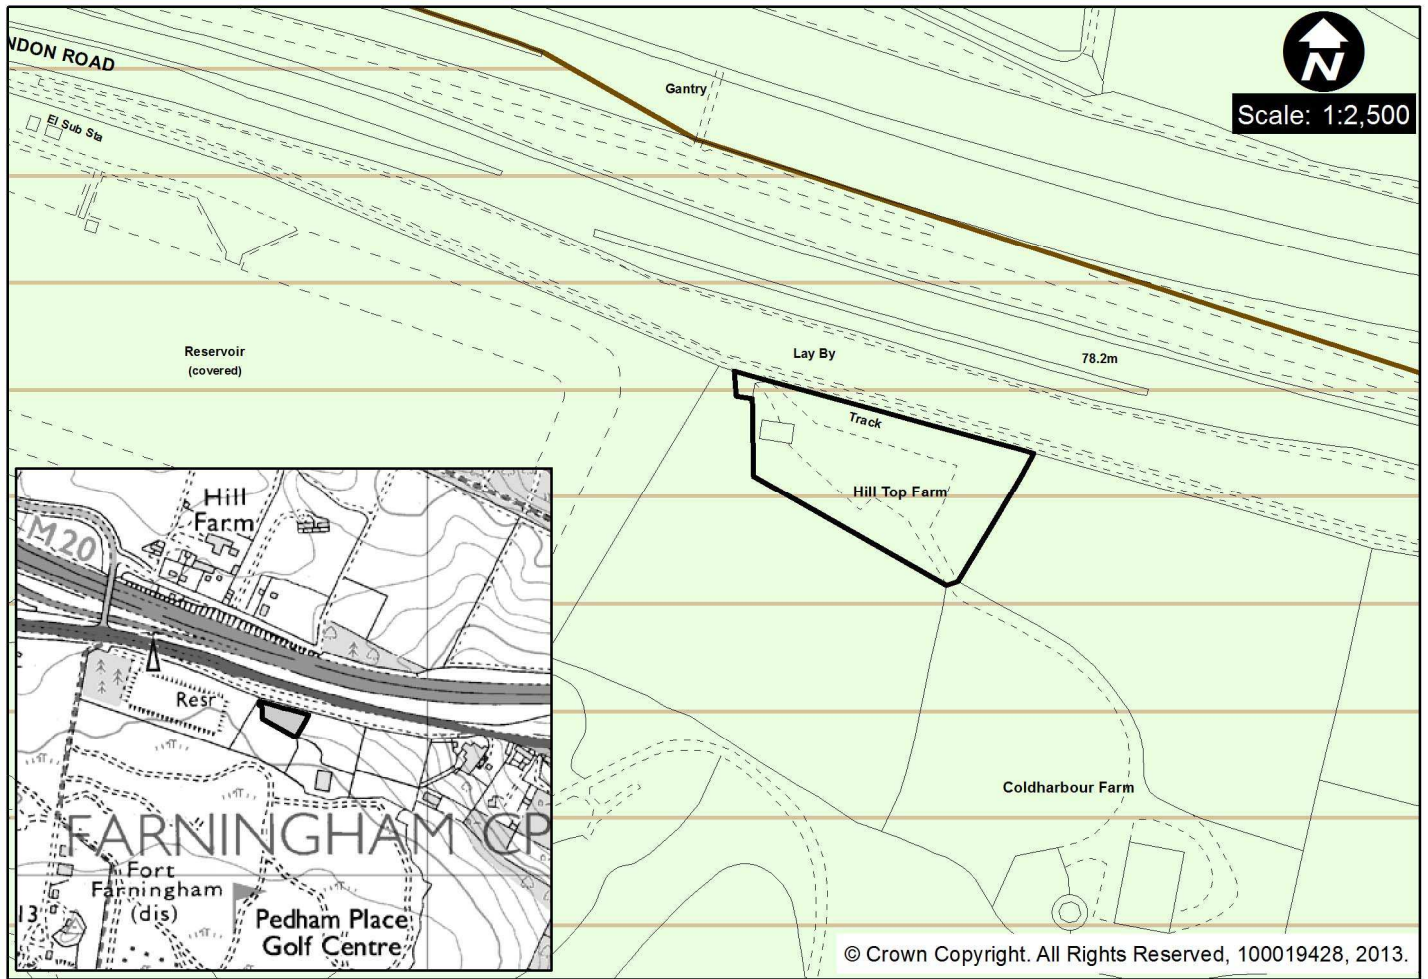 NDON ROAD
El Sub Sta
Gantry
N
Scale: 1:2,500
Reservoir
(covered)
Lay By
78.2m
Track
Hill Top Farm
Coldharbour Farm
Hill
Farm
M 20
Resr
FARNINGHAM CP
Fort
Farningham
(dis)
13
Pedham Place
Golf Centre
© Crown Copyright. All Rights Reserved, 100019428, 2013.